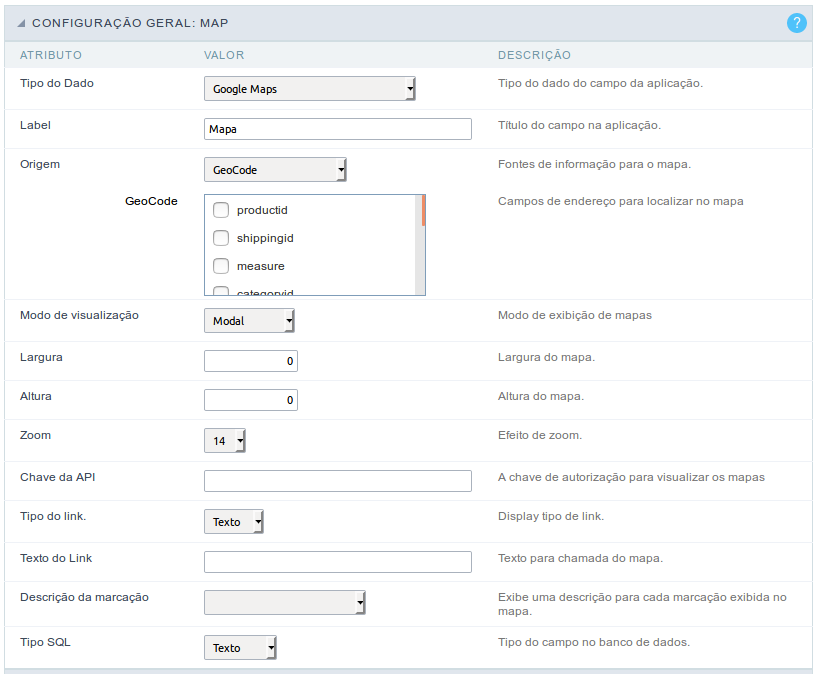 CONFIGURAÇÃO GERAL: MAP
?
ATRIBUTO VALOR DESCRIÇÃO
Tipo do Dado Google Maps Tipo do dado do campo da aplicação.
Label Mapa Título do campo na aplicação.
Origem GeoCode Fontes de informação para o mapa.
GeoCode productid Campos de endereço para localizar no mapa
shippingid
measure
categoryid
Modo de visualização Modal Modo de exibição de mapas
Largura 0 Largura do mapa.
Altura 0 Altura do mapa.
Zoom 14 Efeito de zoom.
Chave da API A chave de autorização para visualizar os mapas
Tipo do link. Texto Display tipo de link.
Texto do Link Texto para chamada do mapa.
Descrição da marcação Exibe uma descrição para cada marcação exibida no
mapa.
Tipo SQL Texto Tipo do campo no banco de dados.